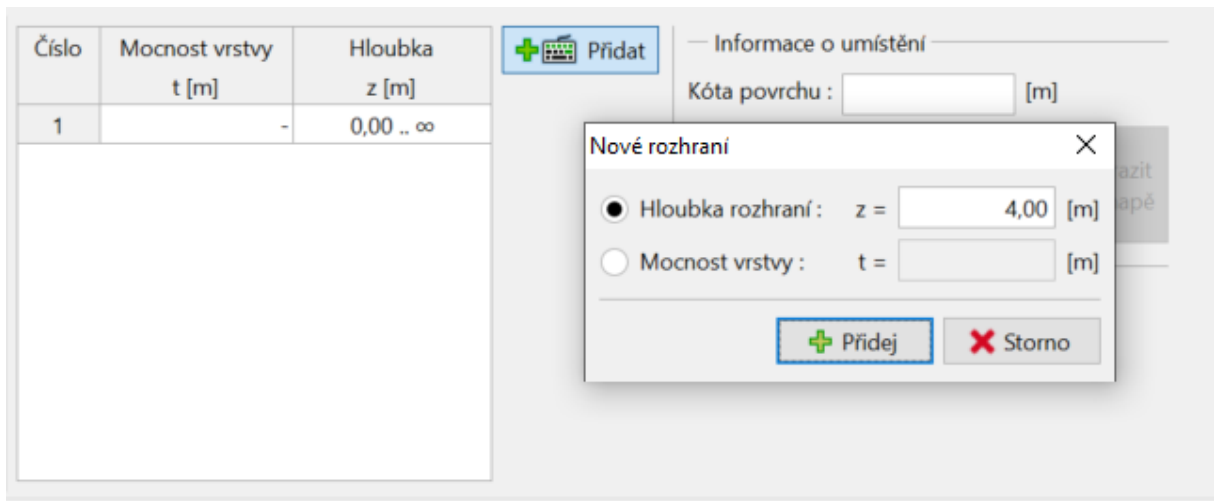 Číslo Mocnost vrstvy Hloubka
t [m] z [m]
1 - 0,00 .. ∞
Přidat
Informace o umístění
Kóta povrchu : [m]
Nové rozhraní
Hloubka rozhraní : z = 4,00 [m]
Mocnost vrstvy : t = [m]
Přidej Storno